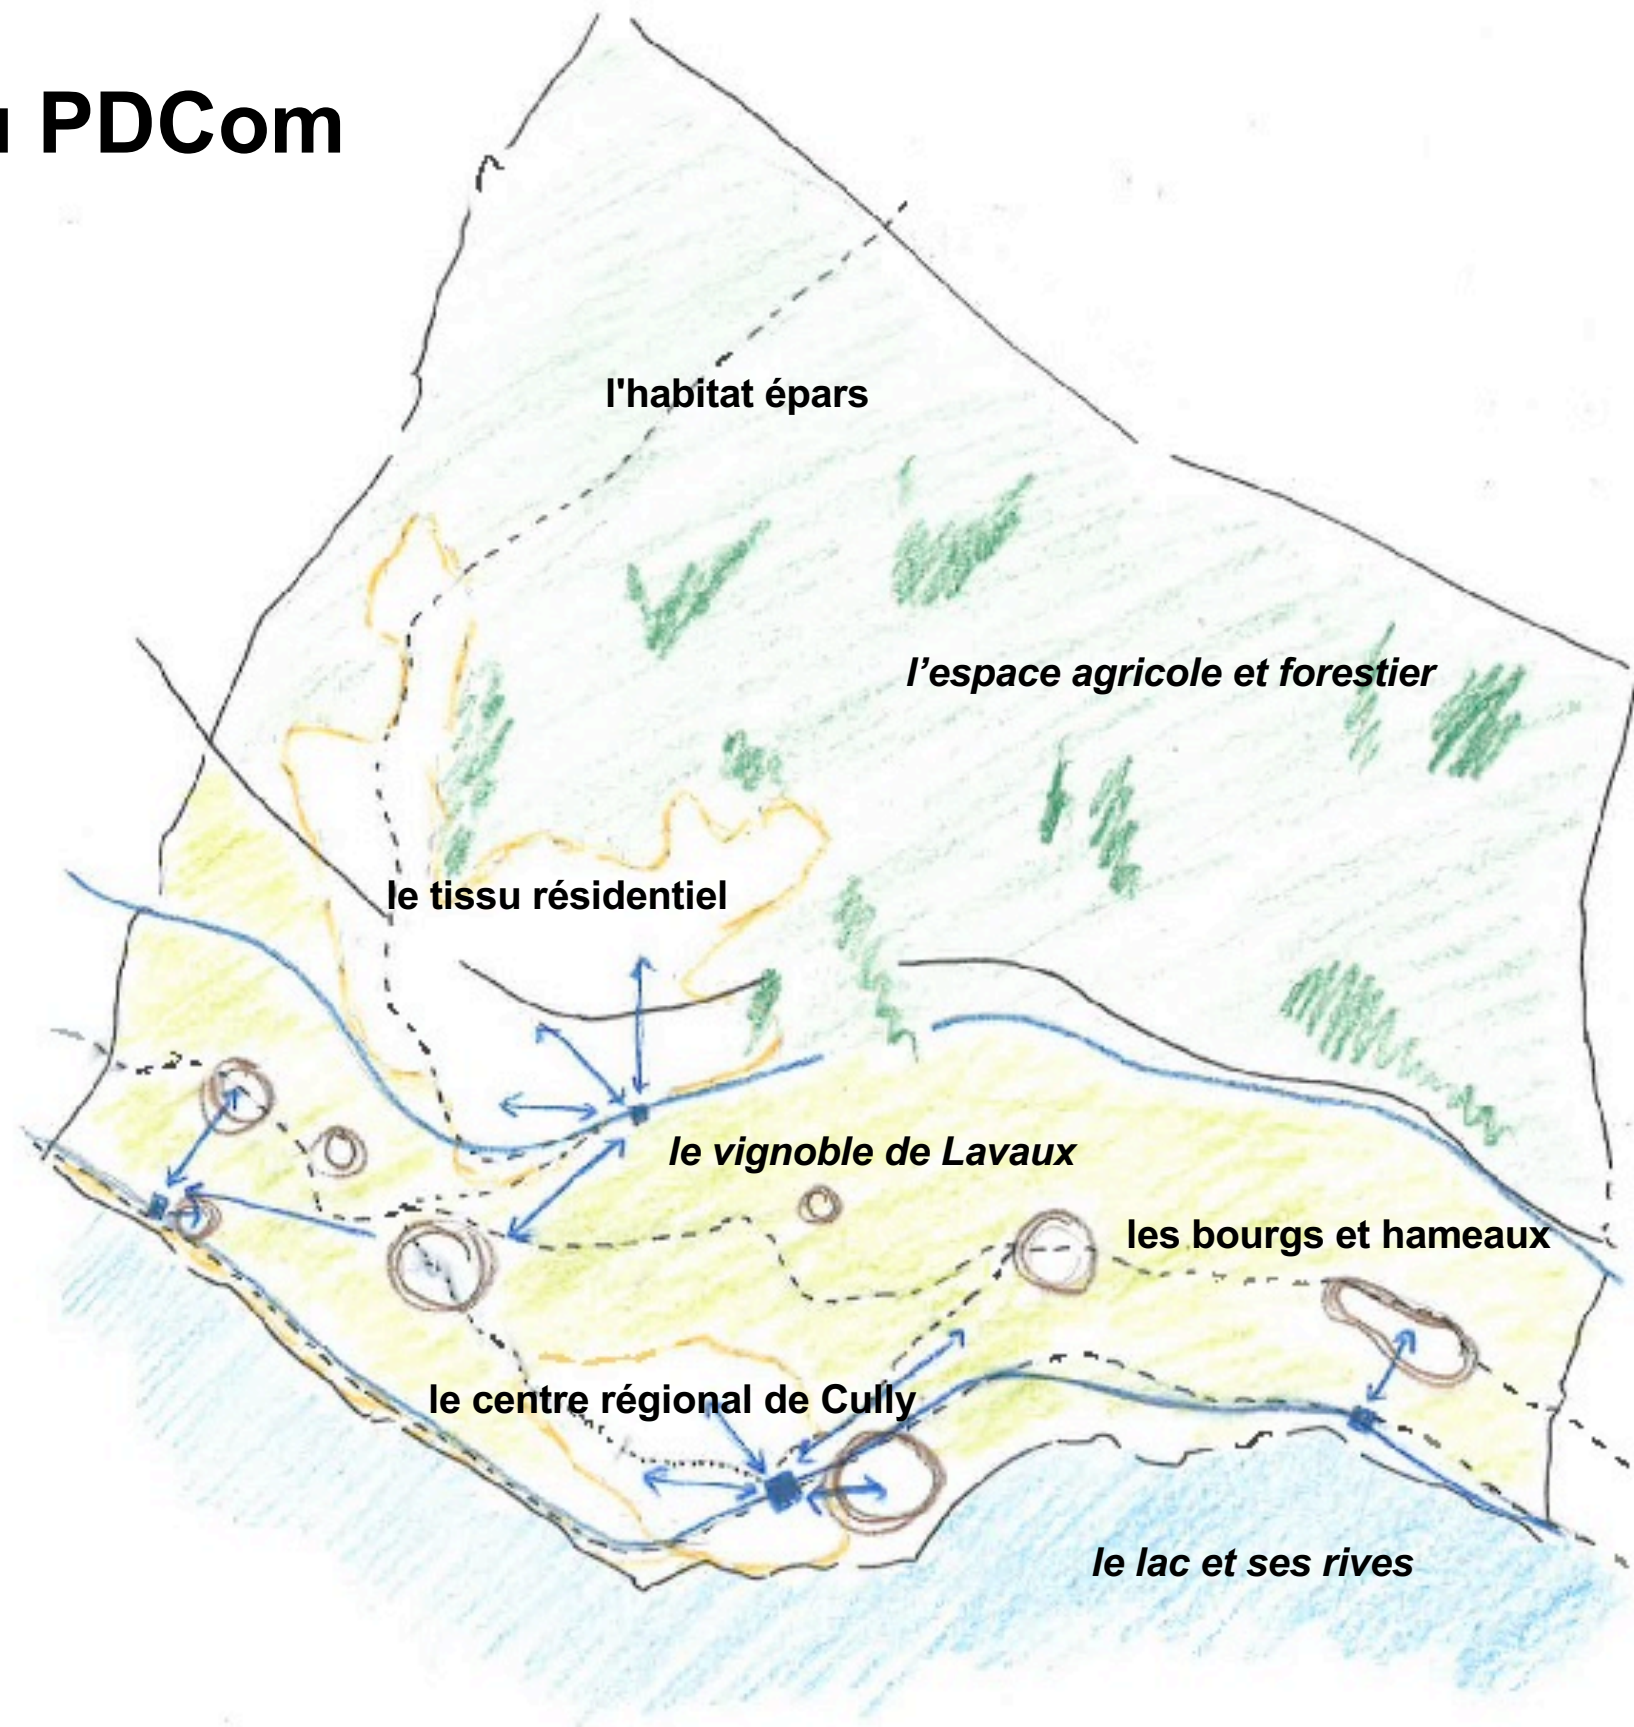 PDCom
l'habitat épars
l’espace agricole et forestier
le tissu résidentiel
le vignoble de Lavaux
les bourgs et hameaux
le centre régional de Cully
le lac et ses rives